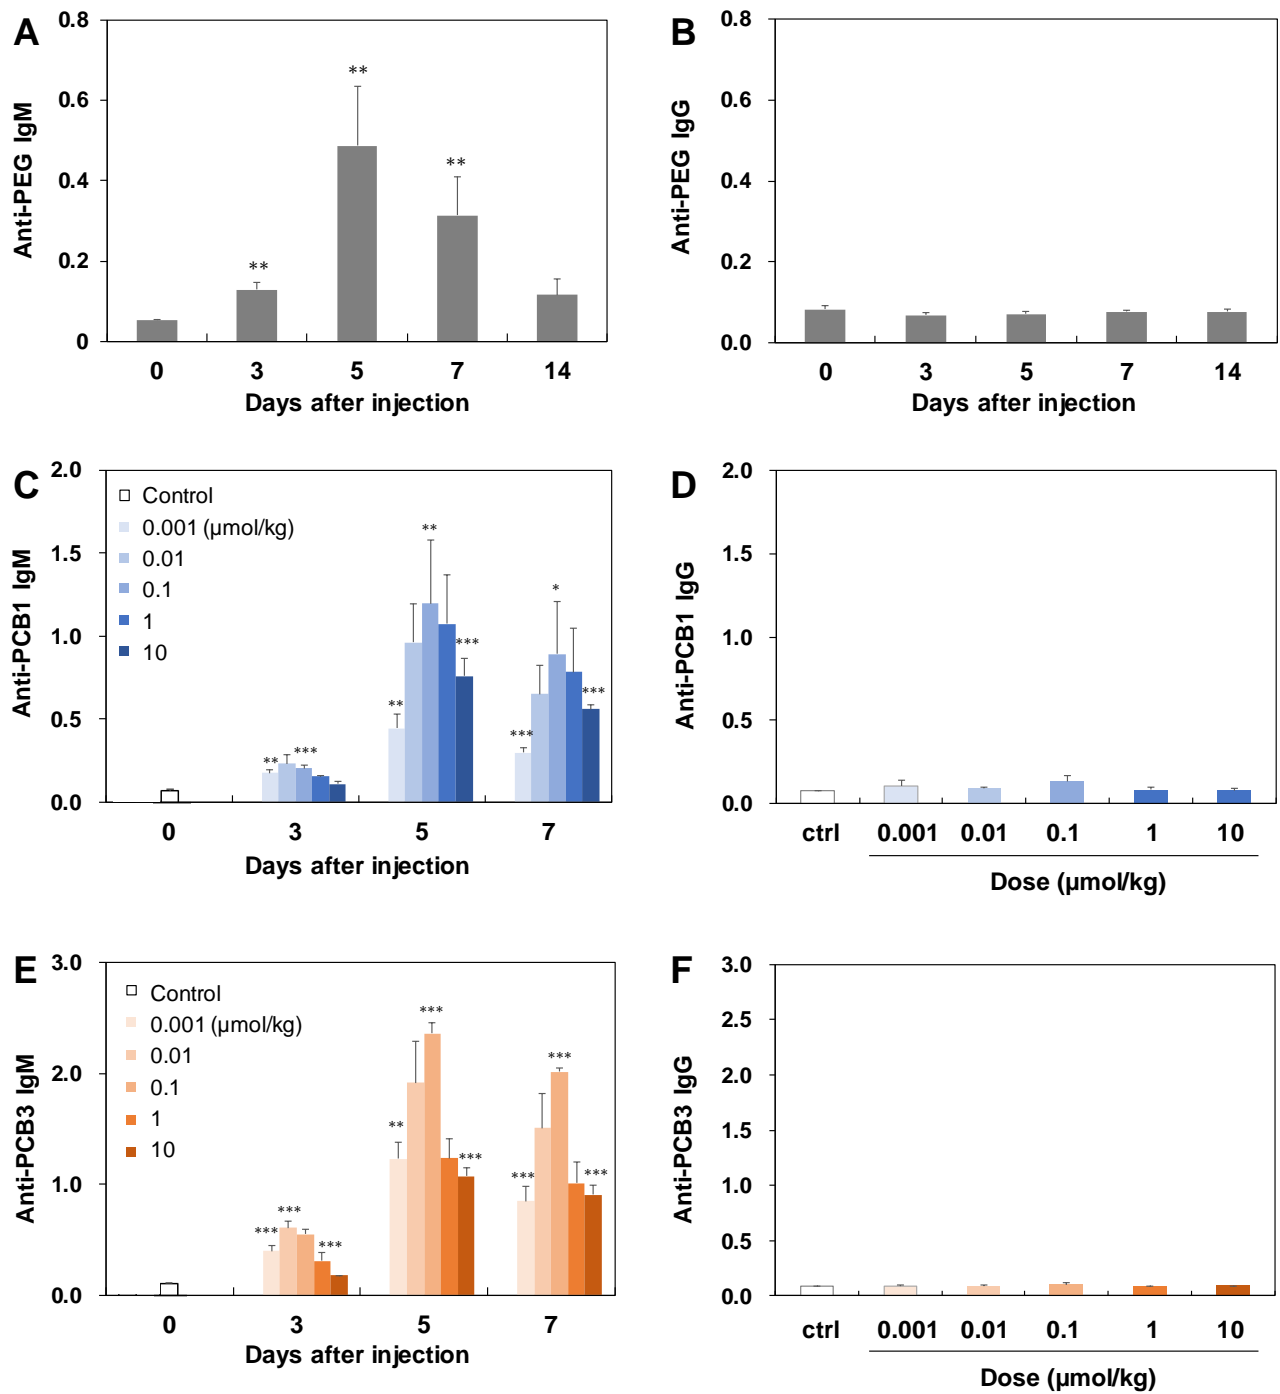 A
Anti-PEG IgM
0.8
0.6
0.4
0.2
0
**
**
**
0 3 5 7 14
Days after injection
B
Anti-PEG IgG
0.8
0.6
0.4
0.2
0.0
0 3 5 7 14
Days after injection
C
Anti-PCB1 IgM
2.0
1.5
1.0
0.5
0.0
Control
0.001 (µmol/kg)
0.01
0.1
1
10
** ***
** ** ***
*** * ***
0 3 5 7
Days after injection
D
Anti-PCB1 IgG
2.0
1.5
1.0
0.5
0.0
ctrl 0.001 0.01 0.1 1 10
Dose (µmol/kg)
E
Anti-PCB3 IgM
3.0
2.0
1.0
0.0
Control
0.001 (µmol/kg)
0.01
0.1
1
10
*** *** ***
** *** ***
*** *** ***
0 3 5 7
Days after injection
F
Anti-PCB3 IgG
3.0
2.5
2.0
1.5
1.0
0.5
0.0
ctrl 0.001 0.01 0.1 1 10
Dose (µmol/kg)